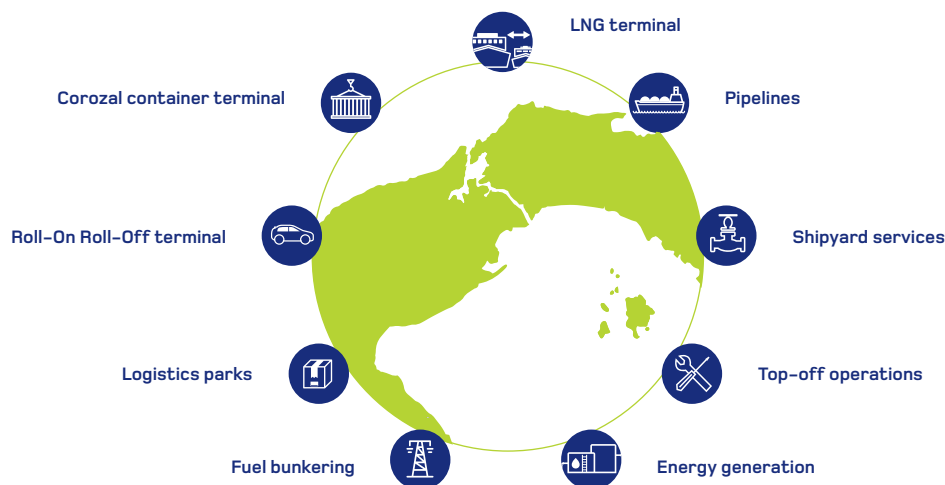 LNG terminal
Corozal container terminal
Pipelines
Roll-On Roll-Off terminal
Shipyard services
Logistics parks
Top-off operations
Fuel bunkering
Energy generation